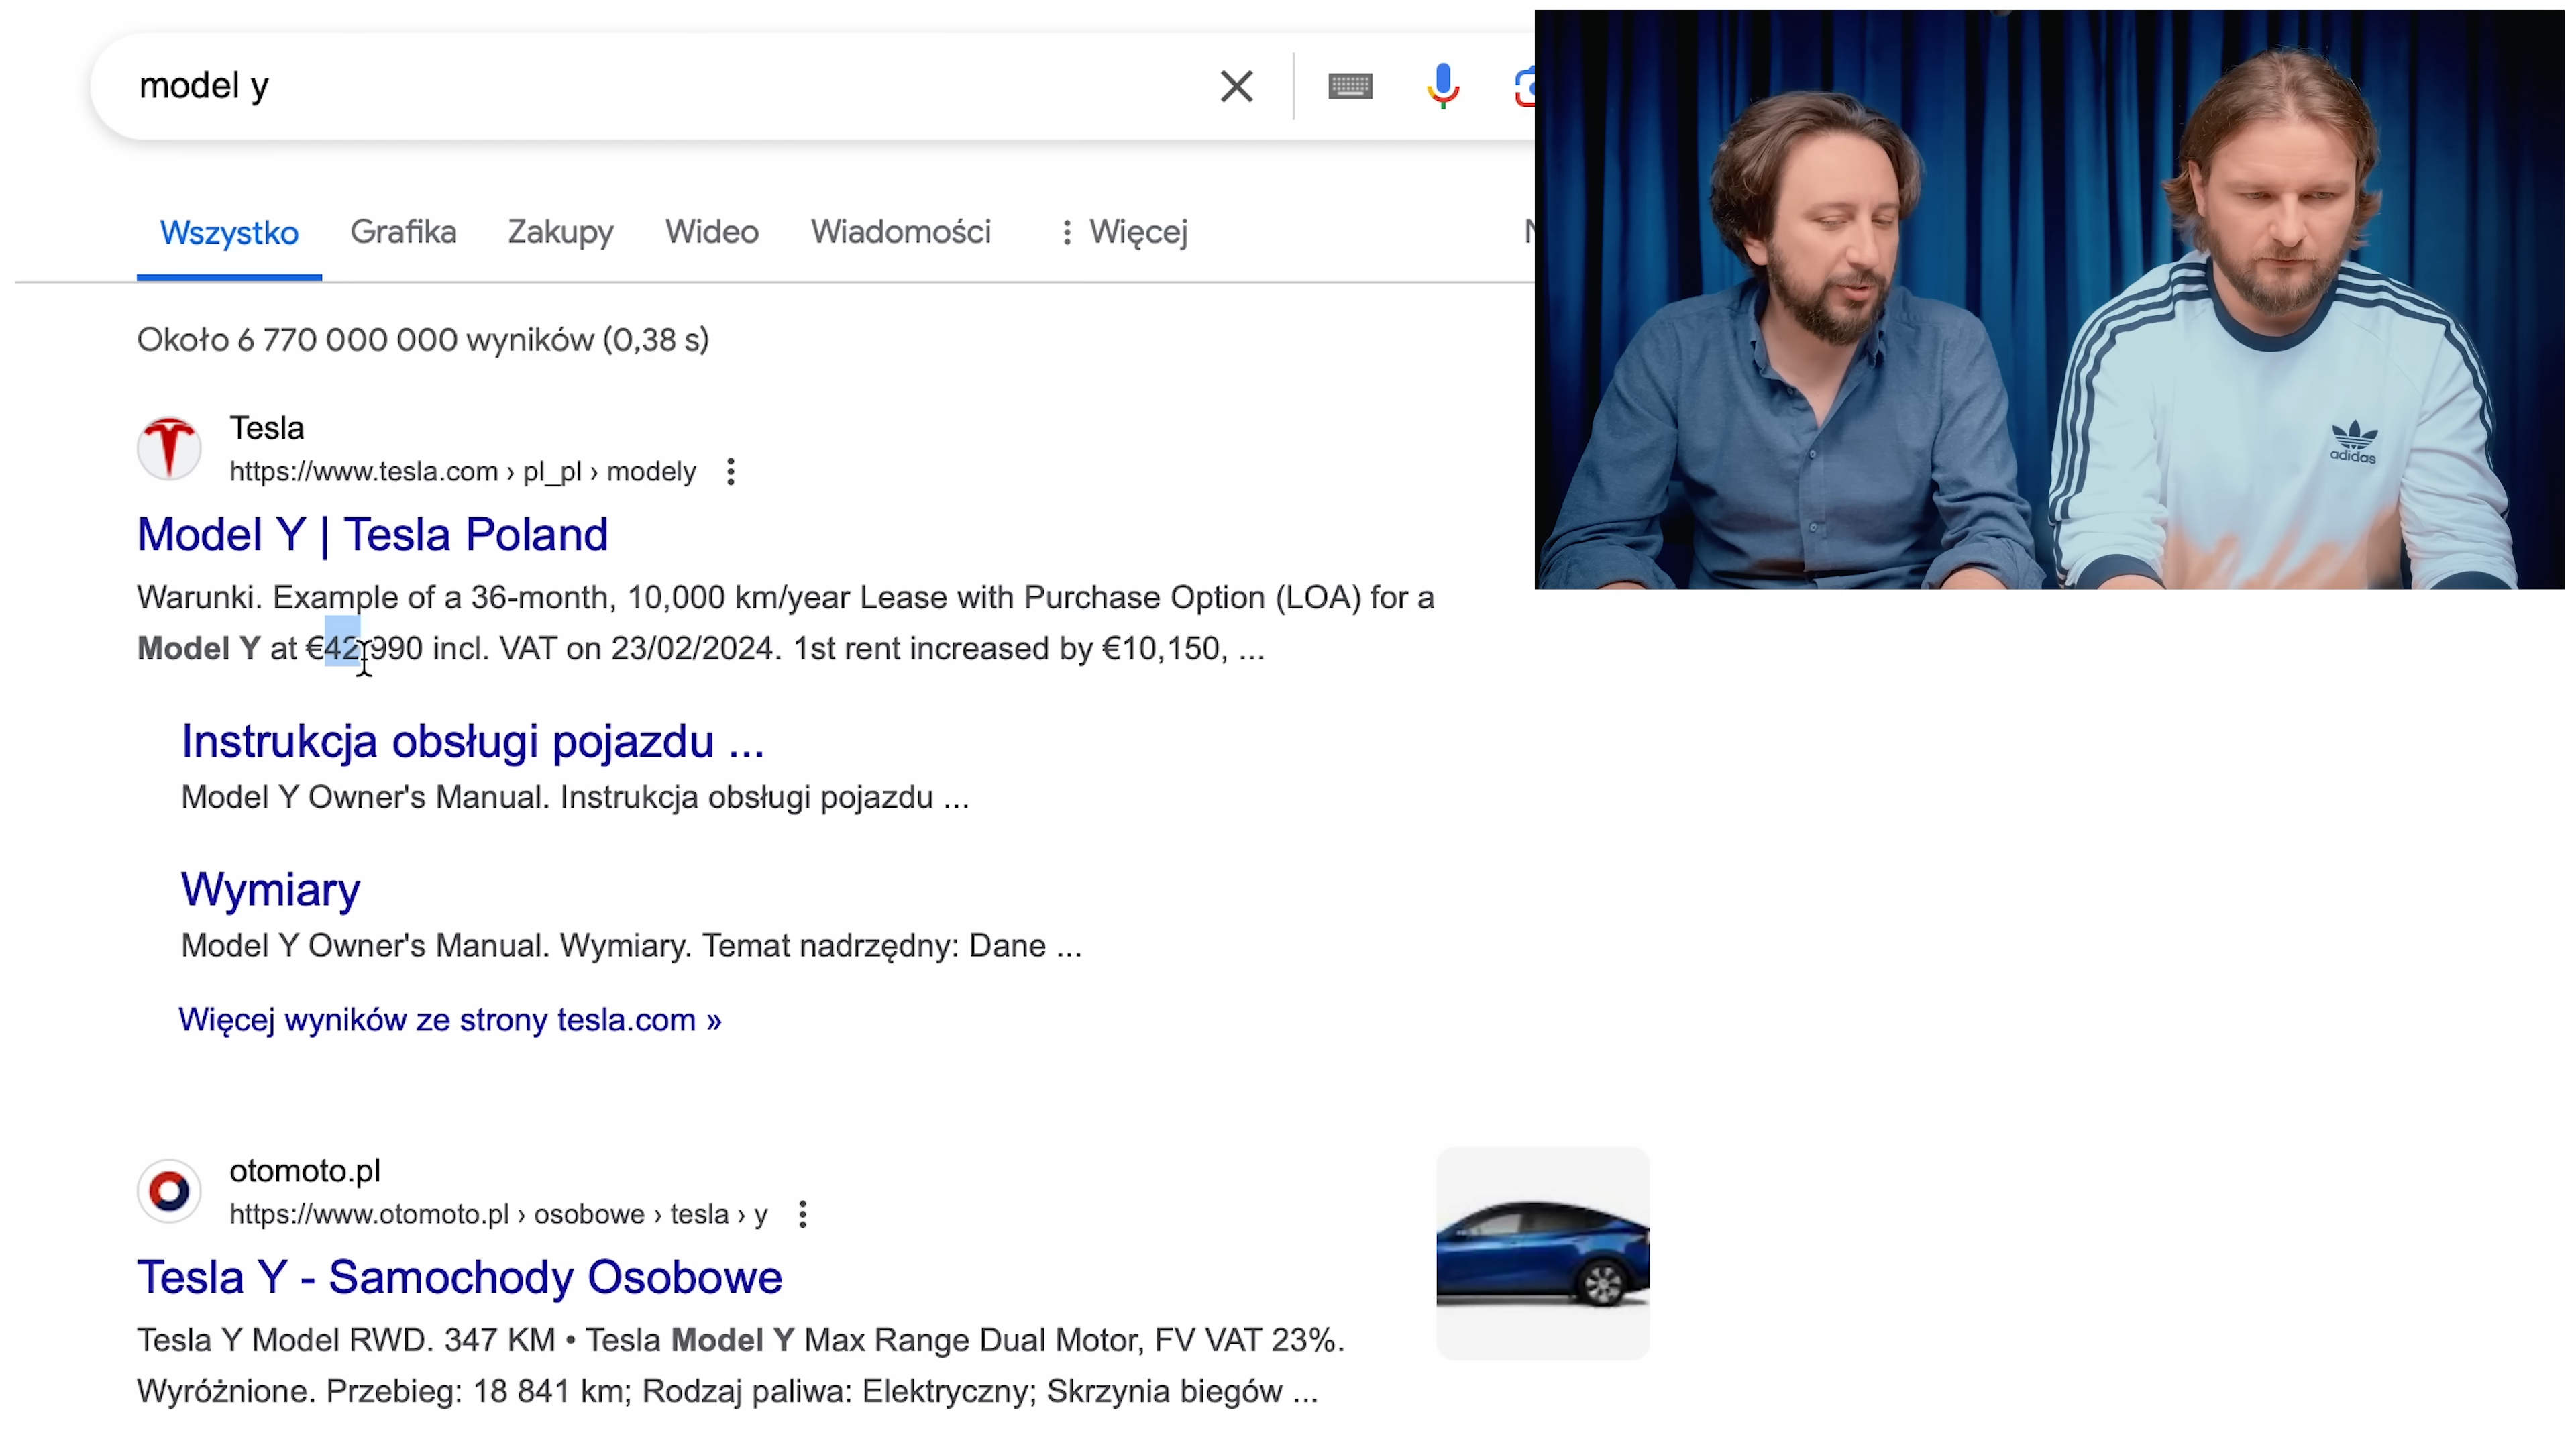 model y
Wszystko Grafika Zakupy Wideo Wiadomości Więcej
Około 6 770 000 000 wyników (0,38 s)
Tesla
https://www.tesla.com › pl_pl › modely
Model Y | Tesla Poland
Warunki. Example of a 36-month, 10,000 km/year Lease with Purchase Option (LOA) for a
Model Y at €42,990 incl. VAT on 23/02/2024. 1st rent increased by €10,150, ...
Instrukcja obsługi pojazdu ...
Model Y Owner's Manual. Instrukcja obsługi pojazdu ...
Wymiary
Model Y Owner's Manual. Wymiary. Temat nadrzędny: Dane ...
Więcej wyników ze strony tesla.com »
otomoto.pl
https://www.otomoto.pl › osobowe › tesla › y
Tesla Y - Samochody Osobowe
Tesla Y Model RWD. 347 KM • Tesla Model Y Max Range Dual Motor, FV VAT 23%.
Wyróżnione. Przebieg: 18 841 km; Rodzaj paliwa: Elektryczny; Skrzynia biegów ...
adidas